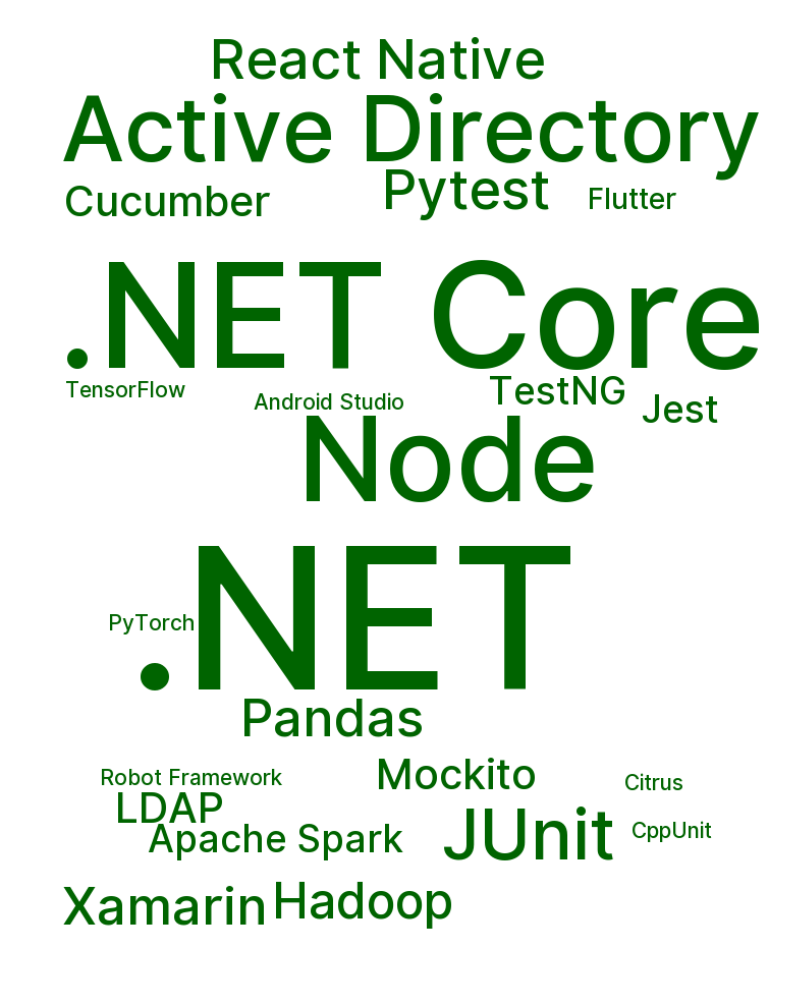 React Native
Active Directory
Cucumber
Pytest
Flutter
.NET Core
TensorFlow
Android Studio
TestNG
Jest
Node
.NET
PyTorch
Pandas
Robot Framework
Mockito
Citrus
LDAP
Apache Spark
JUnit
CppUnit
Xamarin
Hadoop